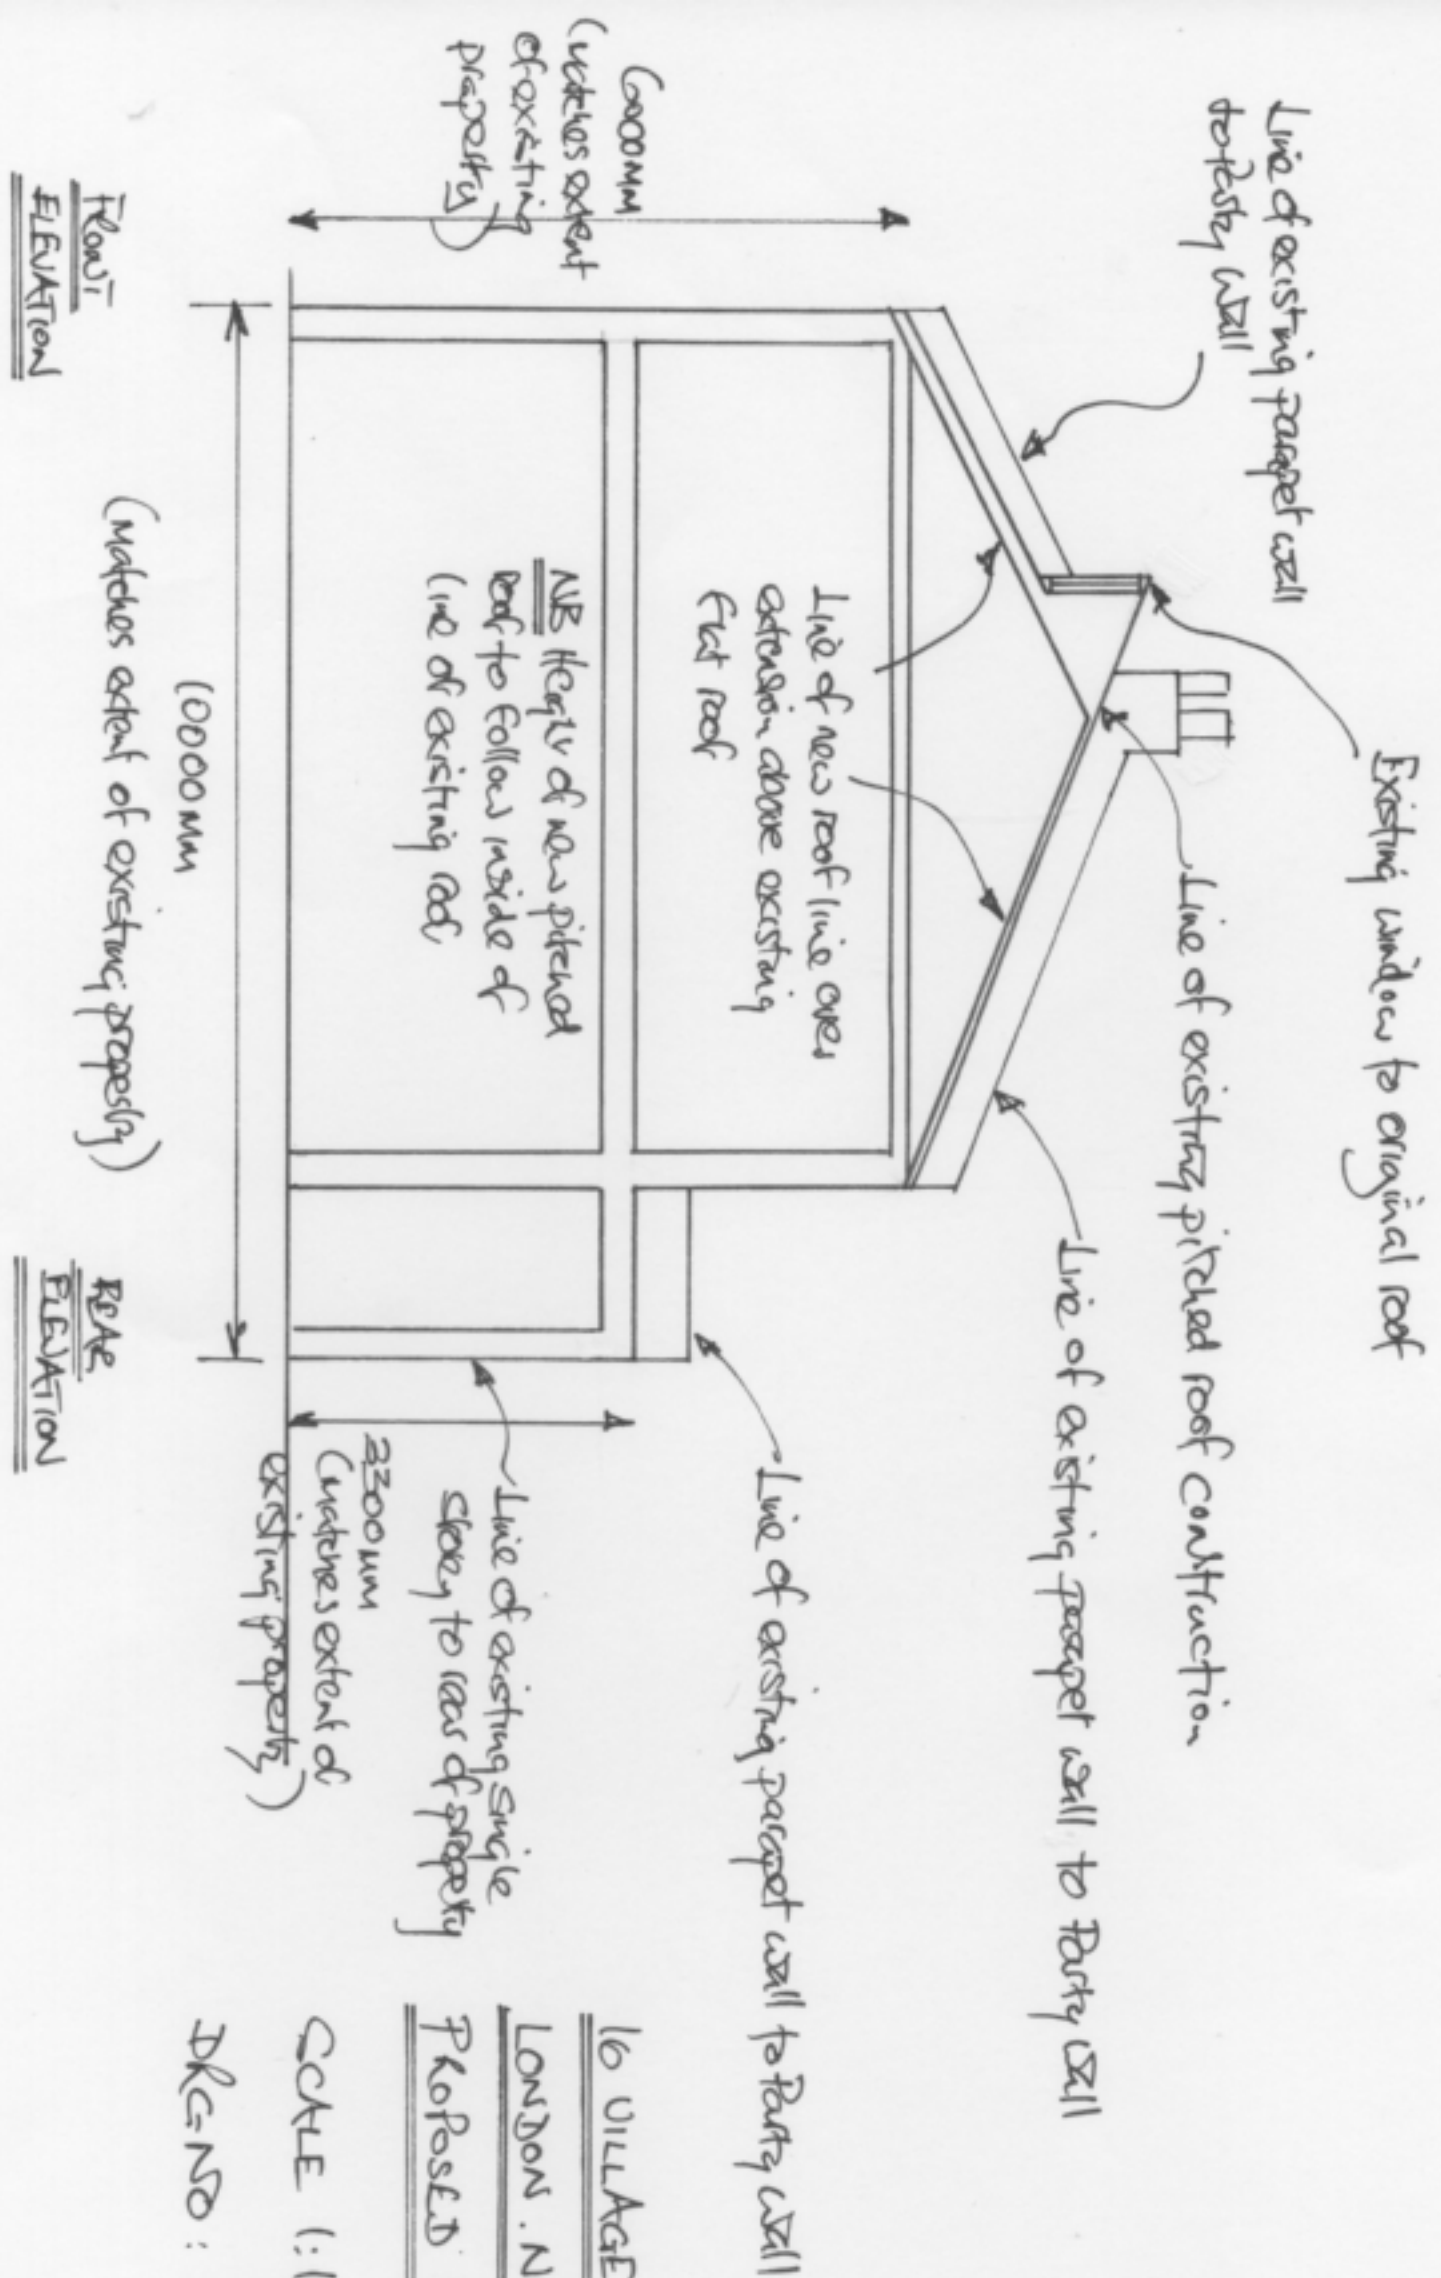 Existing window to original roof
Line of existing parapet wall
to Party Wall
Line of existing pitched roof construction
Line of existing parapet wall to Party Wall
Line of existing parapet wall to Party Wall
Line of new roof line over
extension above existing
flat roof
NB Height of new pitched
roof to follow inside of
line of existing roof
6000MM
(matches extent
of existing
property)
Line of existing single
storey to rear of property
3300mm
(matches extent of
existing property)
10000MM
(matches extent of existing property)
FRONT
ELEVATION
REAR
ELEVATION
16 VILLAGE
LONDON. N
PROPOSED
SCALE 1:1
DRG NO: